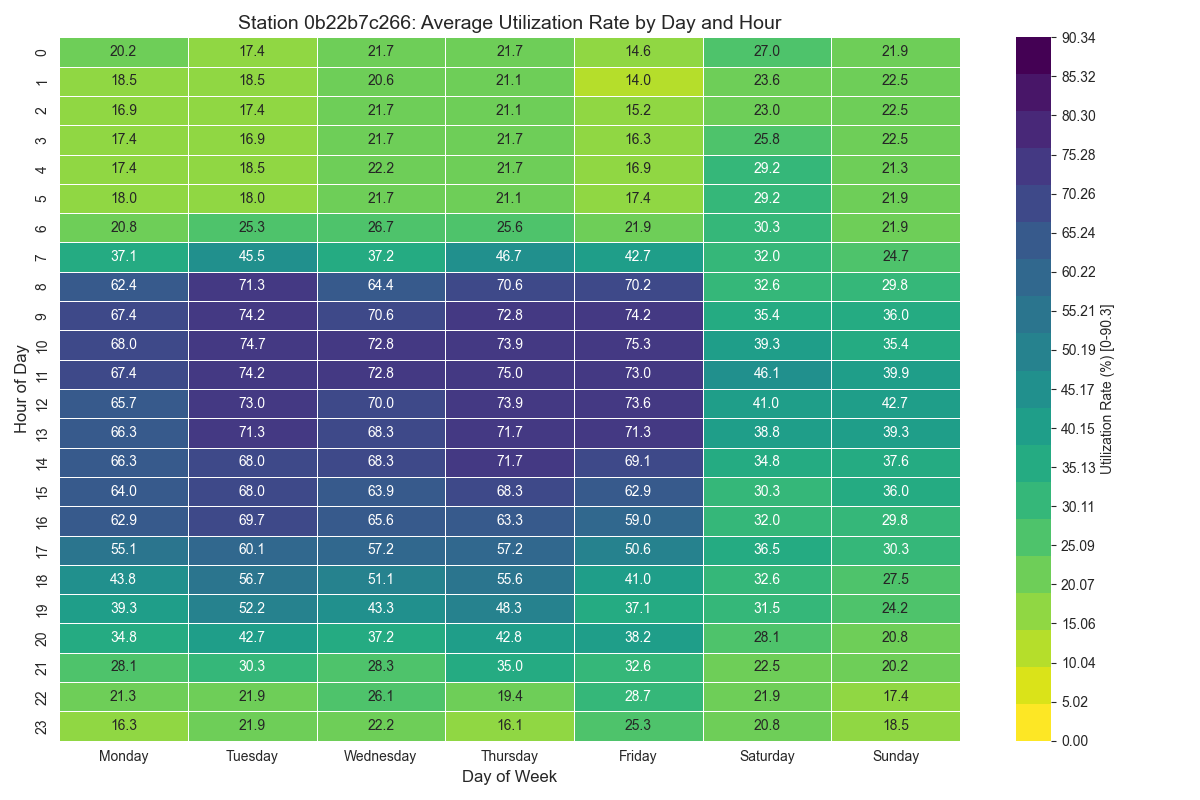 Station 0b22b7c266: Average Utilization Rate by Day and Hour
0 20.2 17.4 21.7 21.7 14.6 27.0 21.9
1 18.5 18.5 20.6 21.1 14.0 23.6 22.5
2 16.9 17.4 21.7 21.1 15.2 23.0 22.5
3 17.4 16.9 21.7 21.7 16.3 25.8 22.5
4 17.4 18.5 22.2 21.7 16.9 29.2 21.3
5 18.0 18.0 21.7 21.1 17.4 29.2 21.9
6 20.8 25.3 26.7 25.6 21.9 30.3 21.9
7 37.1 45.5 37.2 46.7 42.7 32.0 24.7
8 62.4 71.3 64.4 70.6 70.2 32.6 29.8
9 67.4 74.2 70.6 72.8 74.2 35.4 36.0
10 68.0 74.7 72.8 73.9 75.3 39.3 35.4
11 67.4 74.2 72.8 75.0 73.0 46.1 39.9
12 65.7 73.0 70.0 73.9 73.6 41.0 42.7
13 66.3 71.3 68.3 71.7 71.3 38.8 39.3
14 66.3 68.0 68.3 71.7 69.1 34.8 37.6
15 64.0 68.0 63.9 68.3 62.9 30.3 36.0
16 62.9 69.7 65.6 63.3 59.0 32.0 29.8
17 55.1 60.1 57.2 57.2 50.6 36.5 30.3
18 43.8 56.7 51.1 55.6 41.0 32.6 27.5
19 39.3 52.2 43.3 48.3 37.1 31.5 24.2
20 34.8 42.7 37.2 42.8 38.2 28.1 20.8
21 28.1 30.3 28.3 35.0 32.6 22.5 20.2
22 21.3 21.9 26.1 19.4 28.7 21.9 17.4
23 16.3 21.9 22.2 16.1 25.3 20.8 18.5
Monday Tuesday Wednesday Thursday Friday Saturday Sunday
Day of Week
Hour of Day
90.34
85.32
80.30
75.28
70.26
65.24
60.22
55.21
50.19
45.17
40.15
35.13
30.11
25.09
20.07
15.06
10.04
5.02
0.00
Utilization Rate (%) [0-90.3]